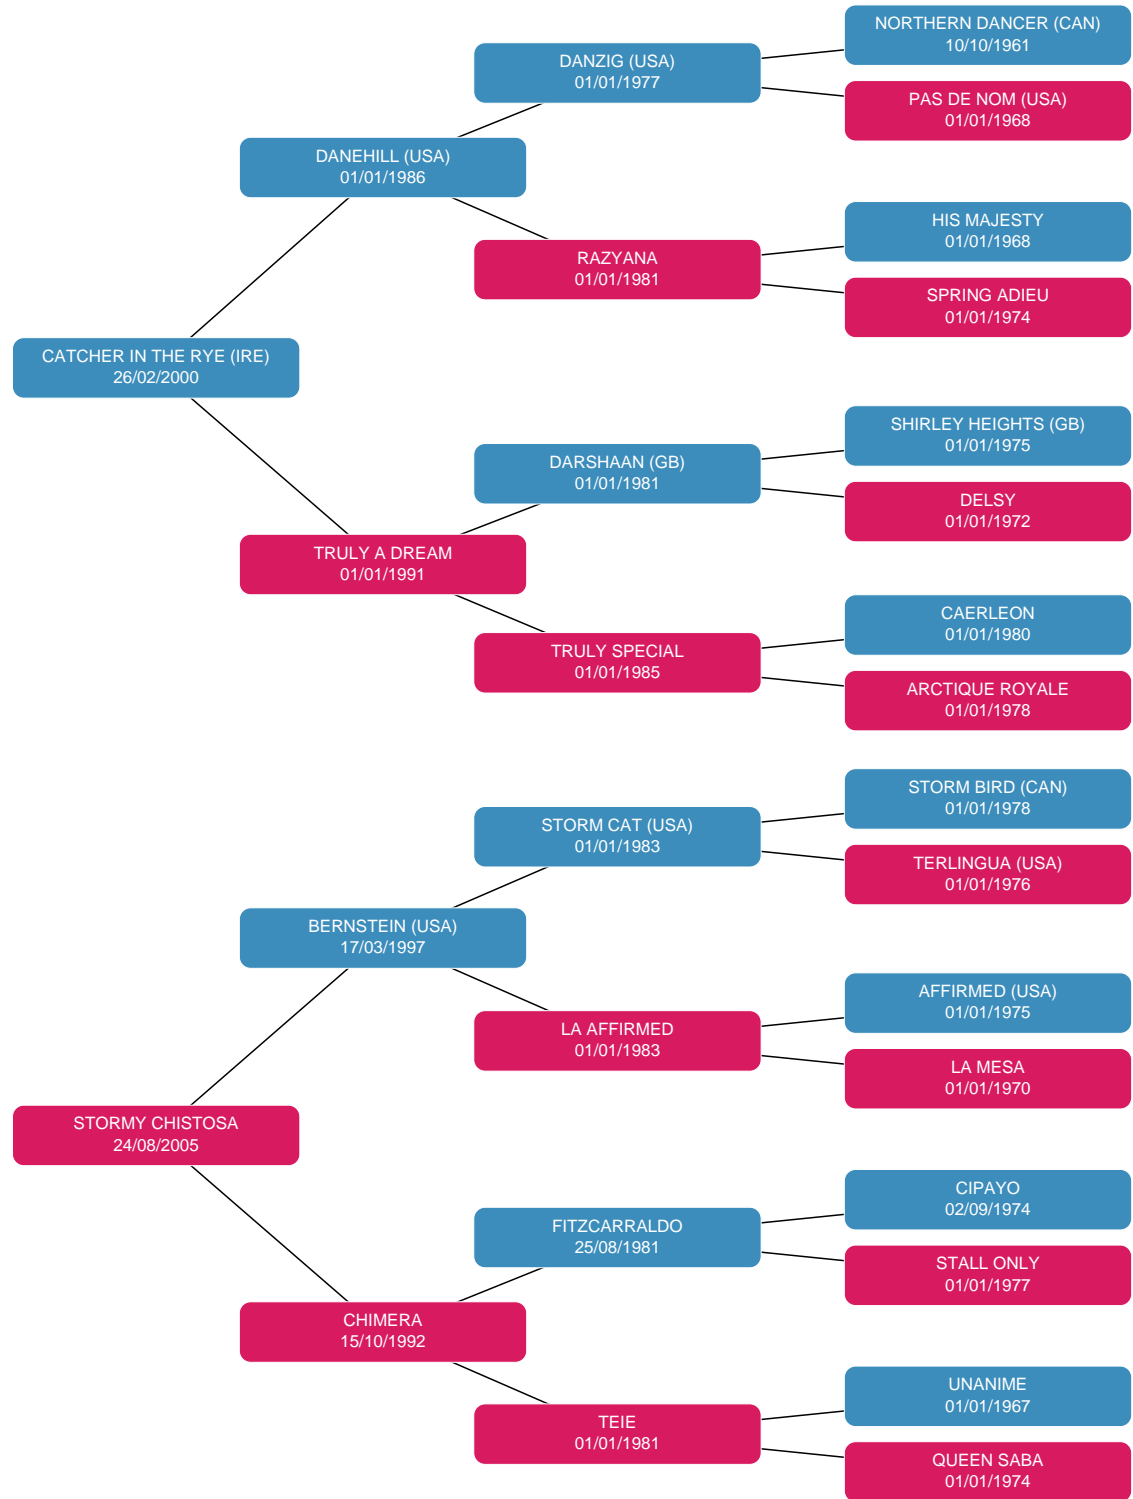 NORTHERN DANCER (CAN)
10/10/1961
DANZIG (USA)
01/01/1977
PAS DE NOM (USA)
01/01/1968
DANEHILL (USA)
01/01/1986
HIS MAJESTY
01/01/1968
RAZYANA
01/01/1981
SPRING ADIEU
01/01/1974
CATCHER IN THE RYE (IRE)
26/02/2000
SHIRLEY HEIGHTS (GB)
01/01/1975
DARSHAAN (GB)
01/01/1981
DELSY
01/01/1972
TRULY A DREAM
01/01/1991
CAERLEON
01/01/1980
TRULY SPECIAL
01/01/1985
ARCTIQUE ROYALE
01/01/1978
STORM BIRD (CAN)
01/01/1978
STORM CAT (USA)
01/01/1983
TERLINGUA (USA)
01/01/1976
BERNSTEIN (USA)
17/03/1997
AFFIRMED (USA)
01/01/1975
LA AFFIRMED
01/01/1983
LA MESA
01/01/1970
STORMY CHISTOSA
24/08/2005
CIPAYO
02/09/1974
FITZCARRALDO
25/08/1981
STALL ONLY
01/01/1977
CHIMERA
15/10/1992
UNANIME
01/01/1967
TEIE
01/01/1981
QUEEN SABA
01/01/1974